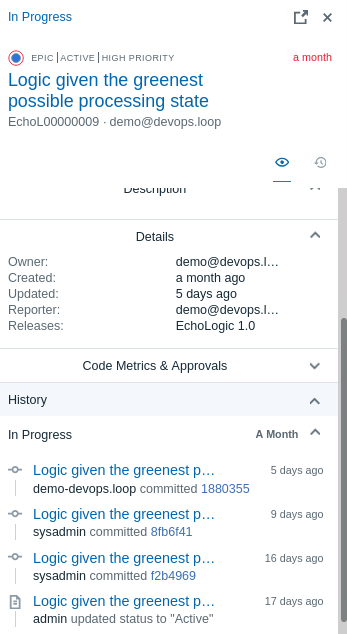 In Progress
EPIC | ACTIVE | HIGH PRIORITY
a month
Logic given the greenest
possible processing state
EchoL00000009 · demo@devops.loop
Description
Details
Owner: demo@devops.l…
Created: a month ago
Updated: 5 days ago
Reporter: demo@devops.l…
Releases: EchoLogic 1.0
Code Metrics & Approvals
History
In Progress A Month
Logic given the greenest p… 5 days ago
demo-devops.loop committed 1880355
Logic given the greenest p… 9 days ago
sysadmin committed 8fb6f41
Logic given the greenest p… 16 days ago
sysadmin committed f2b4969
Logic given the greenest p… 17 days ago
admin updated status to "Active"